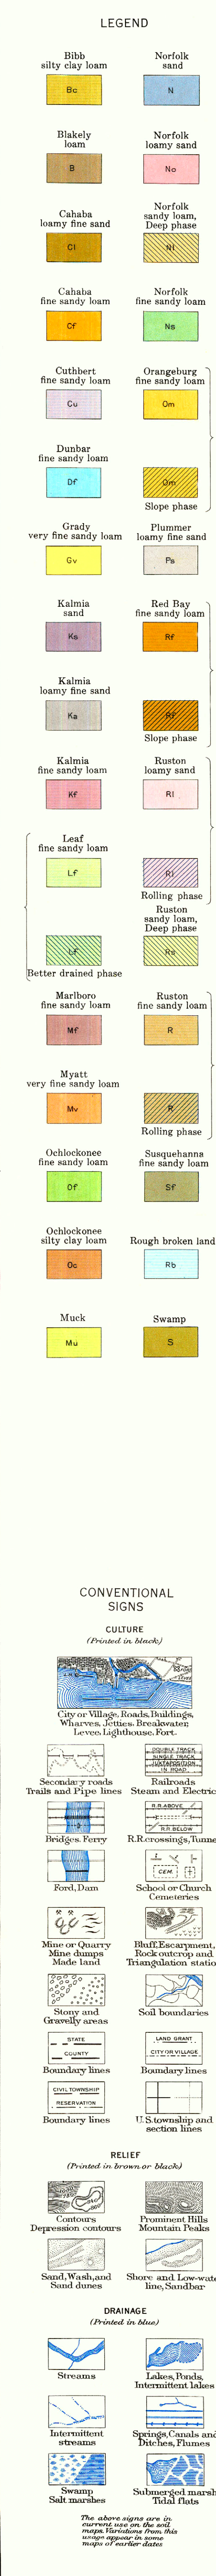 LEGEND
Bibb
silty clay loam
Bc
Norfolk
sand
N
Blakely
loam
B
Norfolk
loamy sand
No
Cahaba
loamy fine sand
Cl
Norfolk
sandy loam,
Deep phase
Nl
Cahaba
fine sandy loam
Cf
Norfolk
fine sandy loam
Ns
Cuthbert
fine sandy loam
Cu
Orangeburg
fine sandy loam
Om
Dunbar
fine sandy loam
Df
Om
Slope phase
Grady
very fine sandy loam
Gv
Plummer
loamy fine sand
Ps
Kalmia
sand
Ks
Red Bay
fine sandy loam
Rf
Kalmia
loamy fine sand
Ka
Rf
Slope phase
Kalmia
fine sandy loam
Kf
Ruston
loamy sand
Rl
Leaf
fine sandy loam
Lf
Rl
Rolling phase
Lf
Better drained phase
Ruston
sandy loam,
Deep phase
Rs
Marlboro
fine sandy loam
Mf
Ruston
fine sandy loam
R
Myatt
very fine sandy loam
Mv
R
Rolling phase
Ochlockonee
fine sandy loam
Of
Susquehanna
fine sandy loam
Sf
Ochlockonee
silty clay loam
Oc
Rough broken land
Rb
Muck
Mu
Swamp
S
CONVENTIONAL
SIGNS
CULTURE
(Printed in black)
City or Village, Roads, Buildings,
Wharves, Jetties, Breakwater,
Levee, Lighthouse, Fort.
Secondary roads
Trails and Pipe lines
DOUBLE TRACK
SINGLE TRACK
JUXTAPOSITION
IN ROAD
Railroads
Steam and Electric
Bridges, Ferry
R.R. ABOVE
R.R. BELOW
R.R. crossings, Tunne
Ford, Dam
CEM
School or Church
Cemeteries
Mine or Quarry
Mine dumps
Made land
Bluff, Escarpment,
Rock outcrop and
Triangulation statio
Stony and
Gravelly areas
Soil boundaries
STATE
COUNTY
Boundary lines
LAND GRANT
CITY OR VILLAGE
Boundary lines
CIVIL TOWNSHIP
RESERVATION
Boundary lines
U.S. township and
section lines
RELIEF
(Printed in brown or black)
Contours
Depression contours
Prominent Hills
Mountain Peaks
Sand, Wash, and
Sand dunes
Shore and Low-wate
line, Sandbar
DRAINAGE
(Printed in blue)
Streams
Lakes, Ponds,
Intermittent lakes
Intermittent
streams
Springs, Canals and
Ditches, Flumes
Swamp
Salt marshes
Submerged marsh
Tidal flats
The above signs are in
current use on the soil
maps. Variations from this
usage appear in some
maps of earlier dates